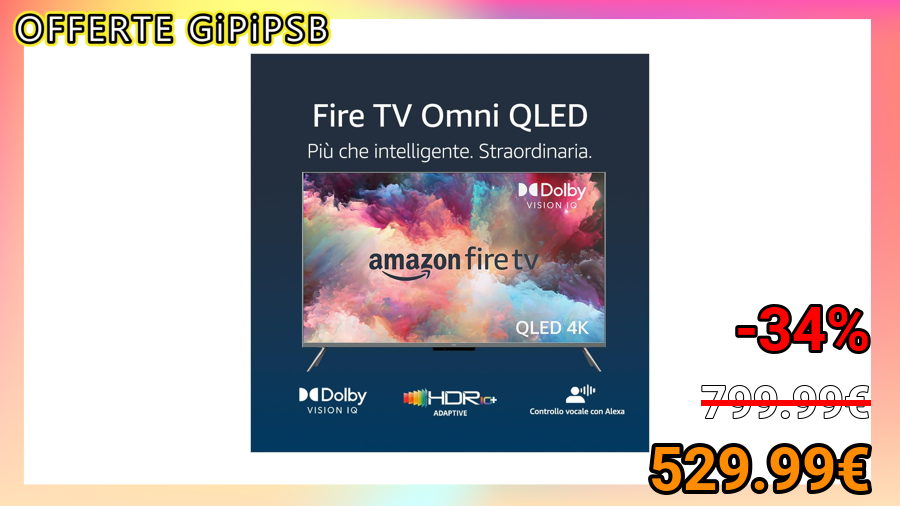 OFFERTE GiPiPSB
Fire TV Omni QLED
Più che intelligente. Straordinaria.
Dolby
VISION IQ
amazon fire tv
QLED 4K
Dolby
VISION IQ
HDR10+
ADAPTIVE
Controllo vocale con Alexa
-34%
799.99€
529.99€